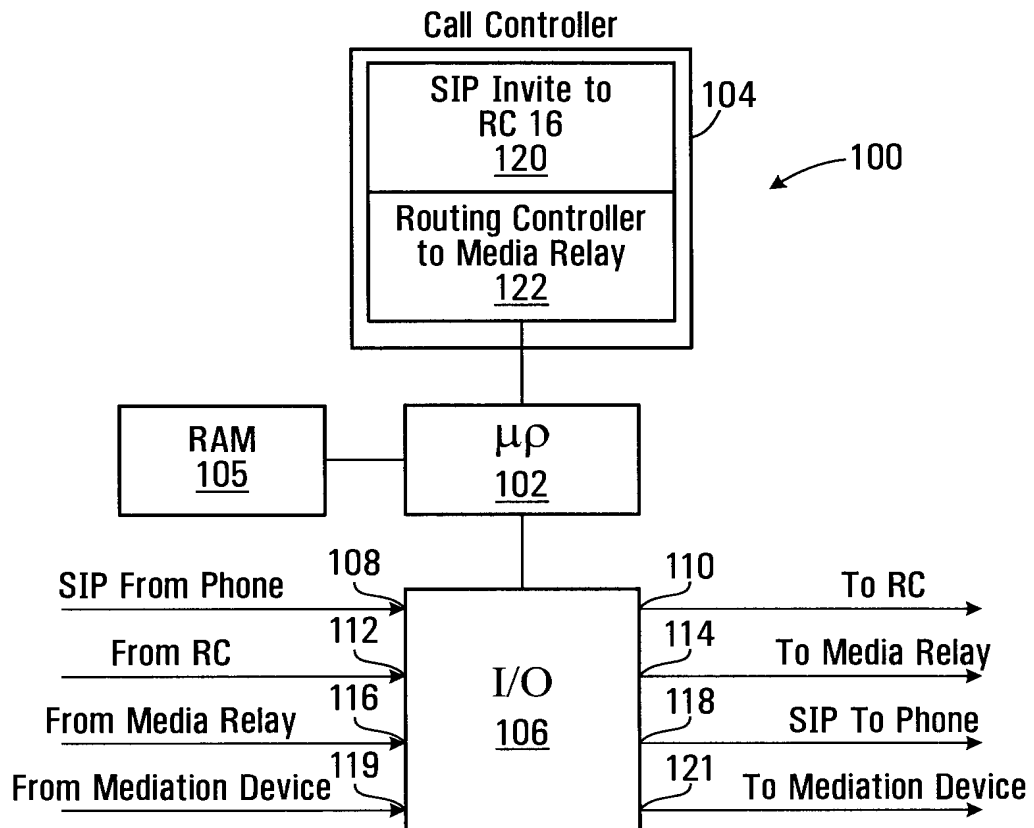 Call Controller
SIP Invite to
RC 16
120
104
100
Routing Controller
to Media Relay
122
RAM
105
μρ
102
SIP From Phone
108
110
To RC
From RC
112
114
To Media Relay
I/O
106
From Media Relay
116
118
SIP To Phone
From Mediation Device
119
121
To Mediation Device